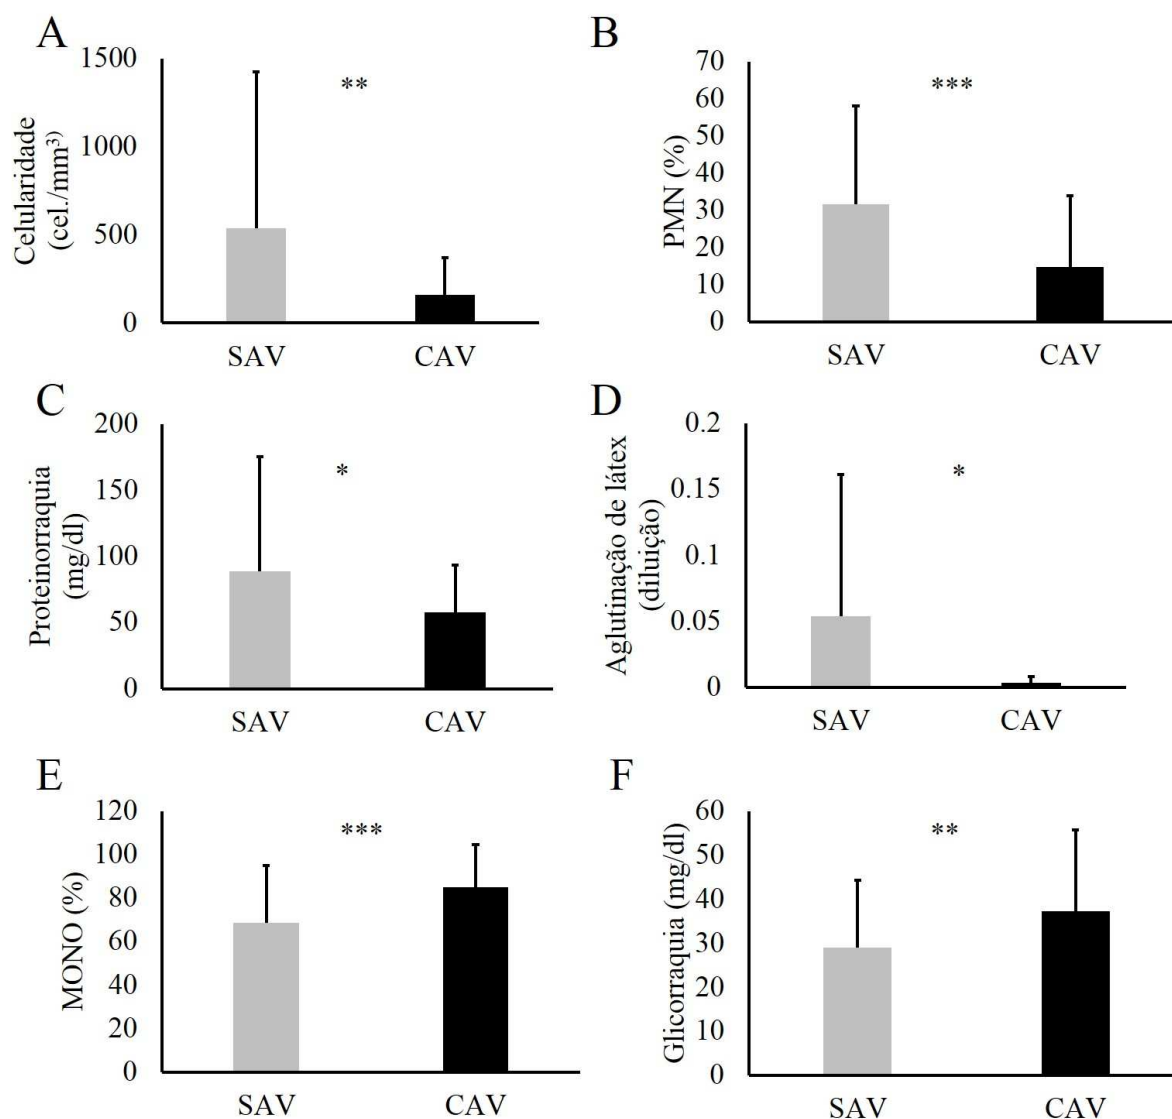 A
Celularidade
(cel./mm³)
1500
1000
500
0
**
SAV CAV
B
PMN (%)
70
60
50
40
30
20
10
0
***
SAV CAV
C
Proteinorraquia
(mg/dl)
200
150
100
50
0
*
SAV CAV
D
Aglutinação de látex
(diluição)
0.2
0.15
0.1
0.05
0
*
SAV CAV
E
MONO (%)
120
100
80
60
40
20
0
***
SAV CAV
F
Glicorraquia (mg/dl)
60
50
40
30
20
10
0
**
SAV CAV